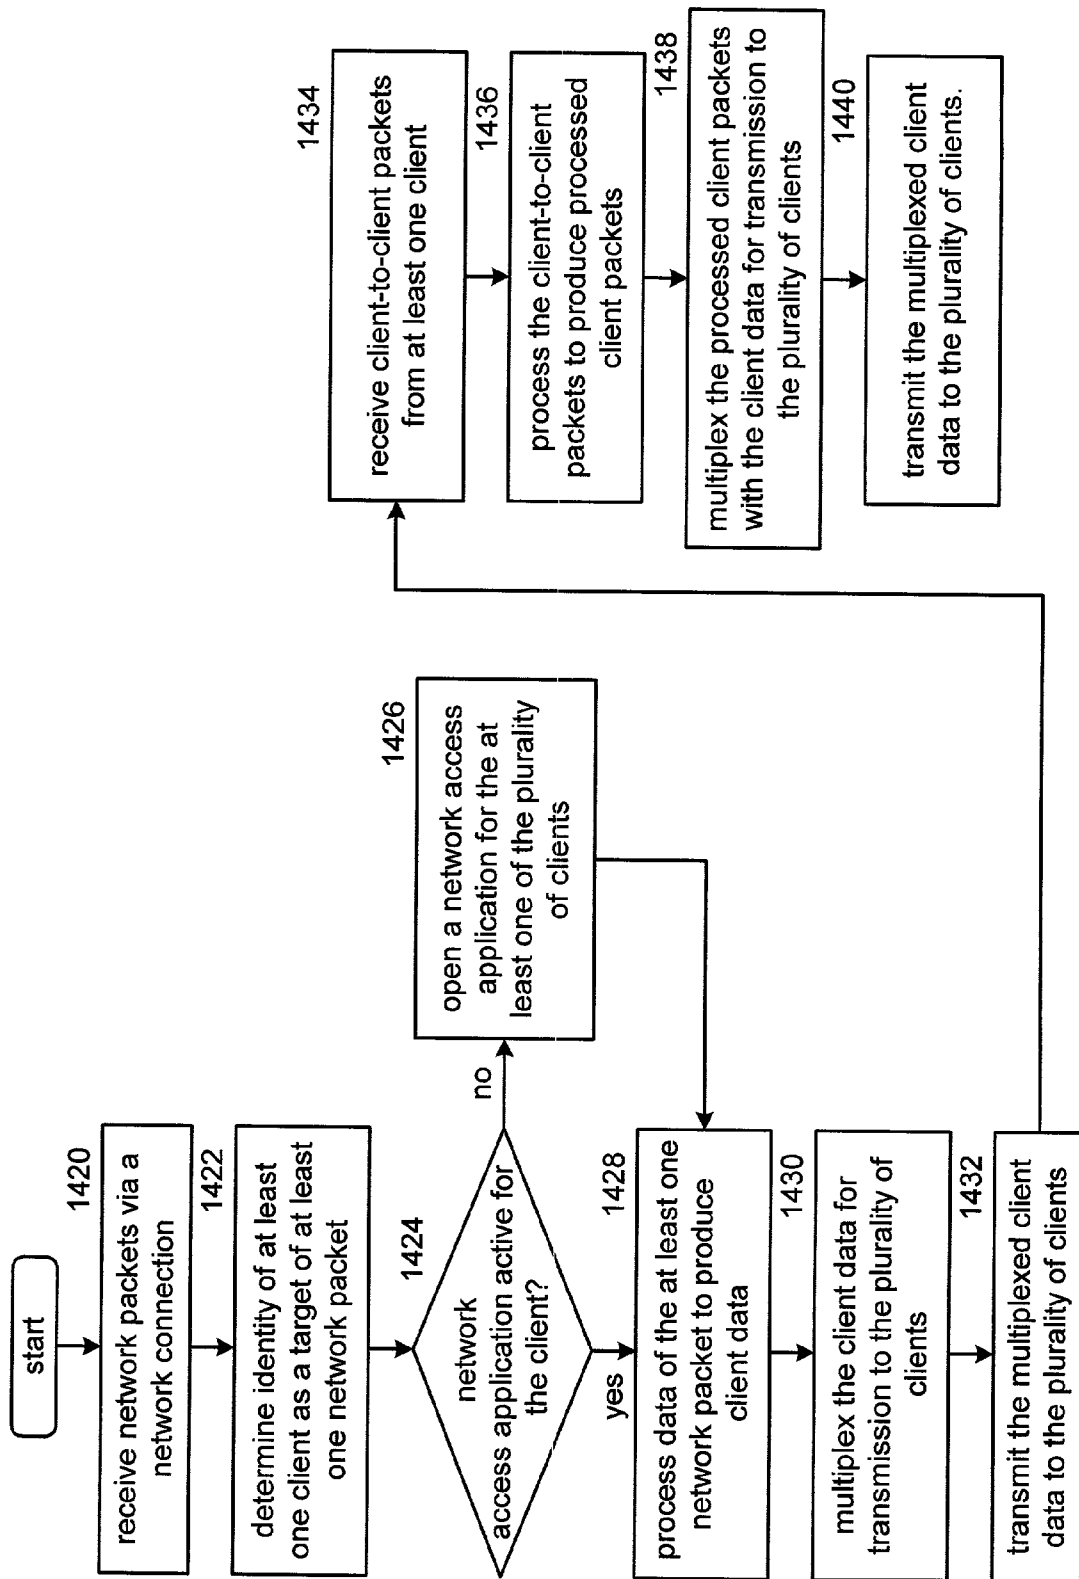 start
1420
receive network packets via a
network connection
1422
determine identity of at least
one client as a target of at least
one network packet
1424
network
access application active for
the client?
no
yes
1426
open a network access
application for the at
least one of the plurality
of clients
1428
process data of the at least one
network packet to produce
client data
1430
multiplex the client data for
transmission to the plurality of
clients
1432
transmit the multiplexed client
data to the plurality of clients
1434
receive client-to-client packets
from at least one client
1436
process the client-to-client
packets to produce processed
client packets
1438
multiplex the processed client packets
with the client data for transmission to
the plurality of clients
1440
transmit the multiplexed client
data to the plurality of clients.